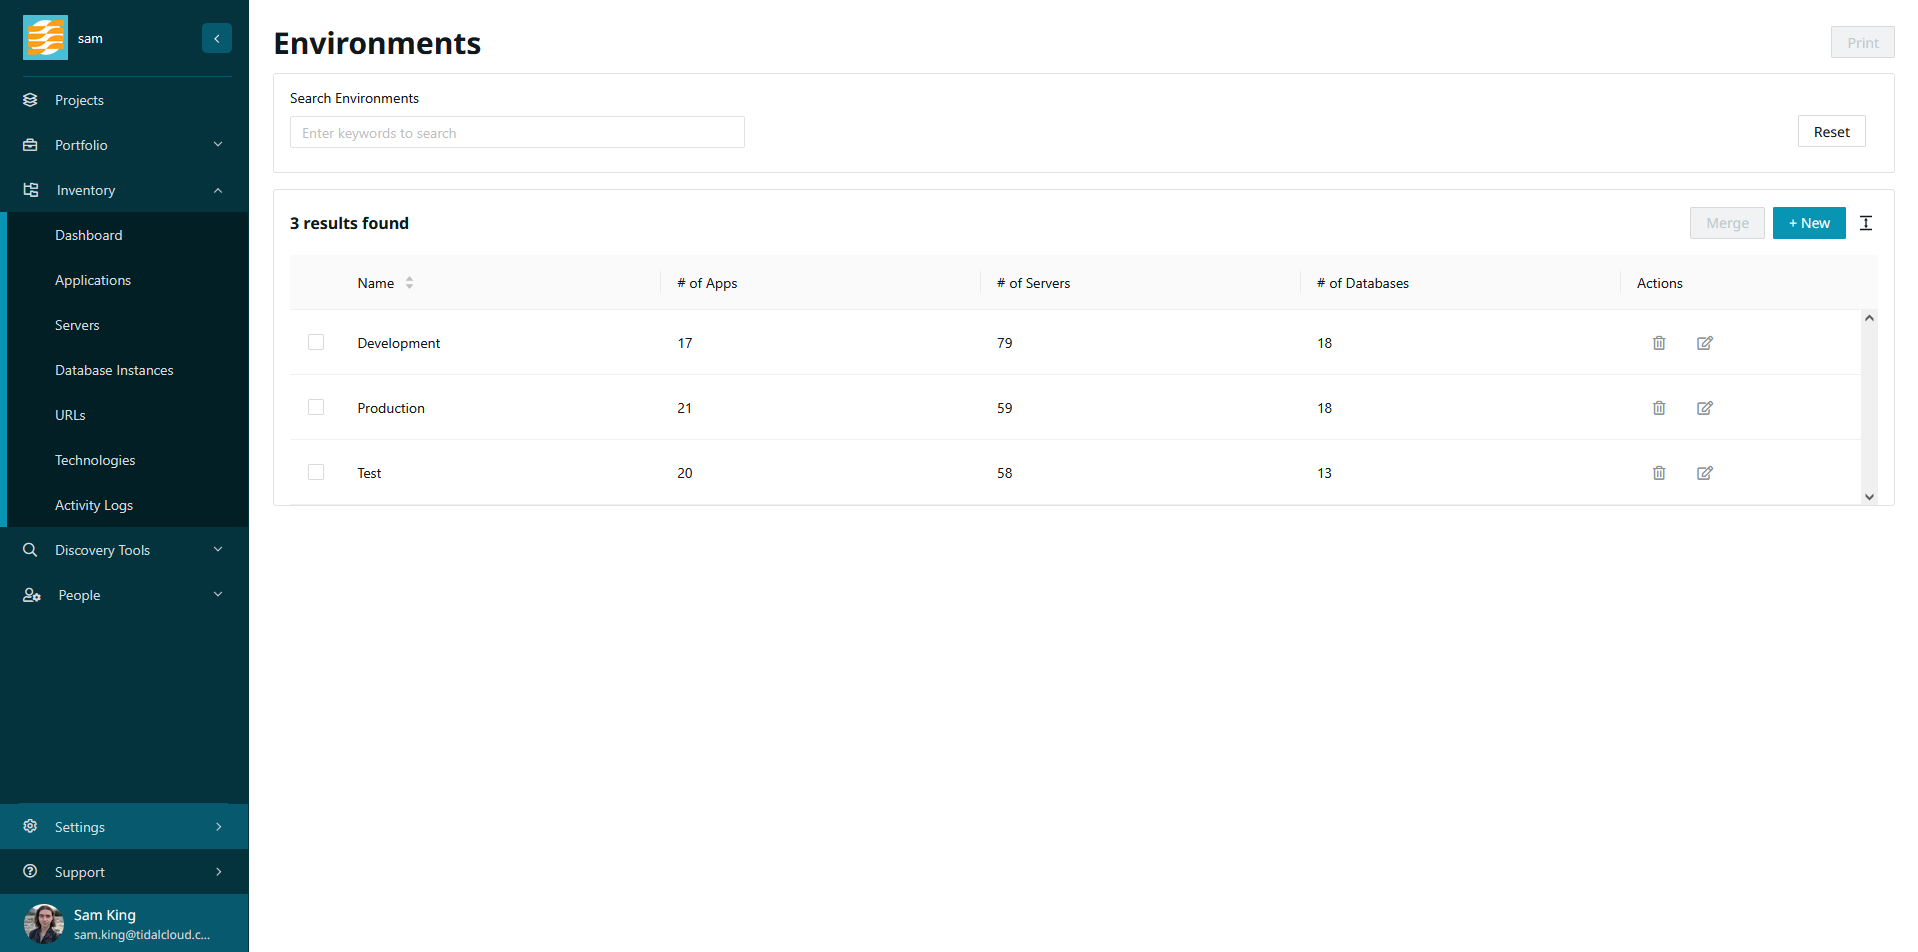 sam
Projects
Portfolio
Inventory
Dashboard
Applications
Servers
Database Instances
URLs
Technologies
Activity Logs
Discovery Tools
People
Settings
Support
Sam King
sam.king@tidalcloud.c...
Environments
Print
Search Environments
Enter keywords to search
Reset
3 results found
Merge
+ New
Name # of Apps # of Servers # of Databases Actions
Development 17 79 18
Production 21 59 18
Test 20 58 13